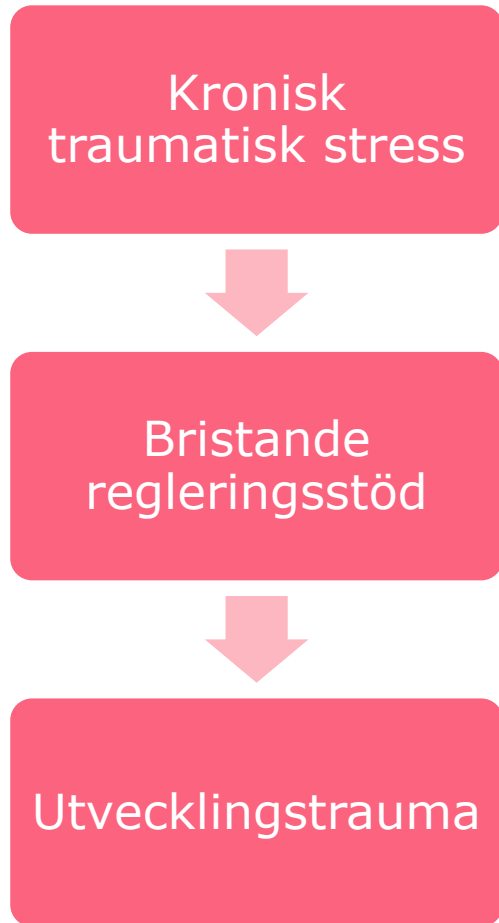 Kronisk
traumatisk stress
Bristande
regleringsstöd
Utvecklingstrauma